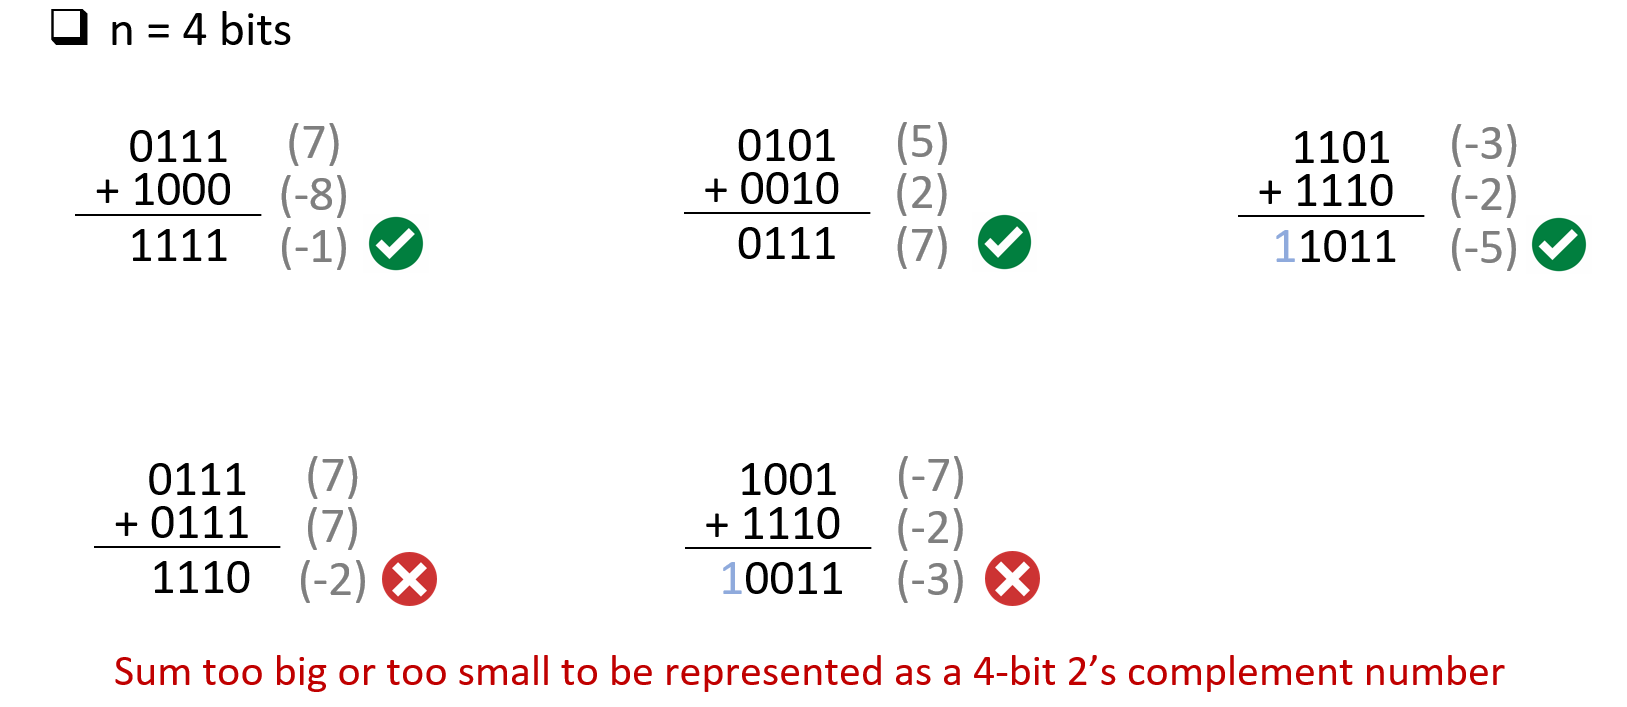 n = 4 bits
0111 (7)
+ 1000 (-8)
1111 (-1)
0101 (5)
+ 0010 (2)
0111 (7)
1101 (-3)
+ 1110 (-2)
11011 (-5)
0111 (7)
+ 0111 (7)
1110 (-2)
1001 (-7)
+ 1110 (-2)
10011 (-3)
Sum too big or too small to be represented as a 4-bit 2’s complement number